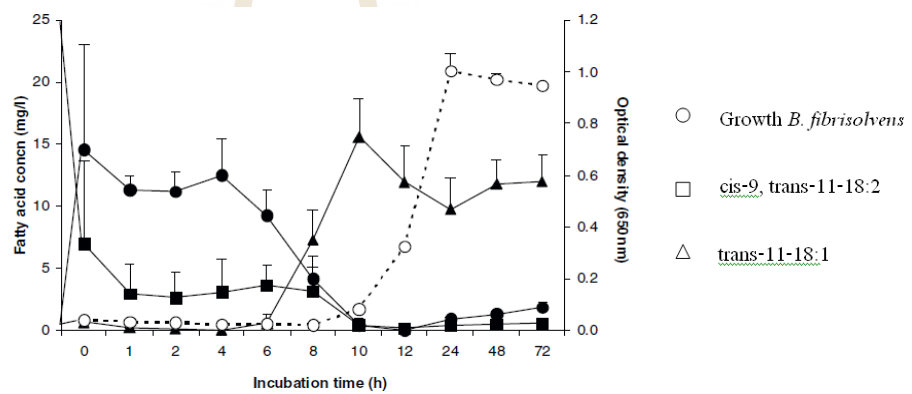 Fatty acid concn (mg/l)
25
20
15
10
5
0
1.2
1.0
0.8
0.6
0.4
0.2
0.0
Optical density (650nm)
0 1 2 4 6 8 10 12 24 48 72
Incubation time (h)
Growth B. fibrisolvens
cis-9, trans-11-18:2
trans-11-18:1